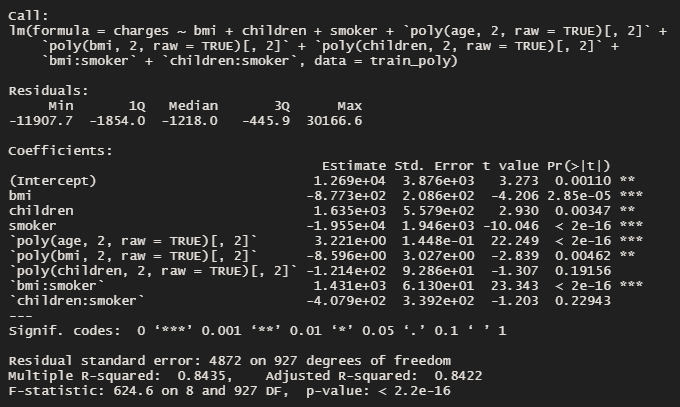 Call:
lm(formula = charges ~ bmi + children + smoker + `poly(age, 2, raw = TRUE)[, 2]` +
    `poly(bmi, 2, raw = TRUE)[, 2]` + `poly(children, 2, raw = TRUE)[, 2]` +
    `bmi:smoker` + `children:smoker`, data = train_poly)
Residuals:
     Min       1Q   Median       3Q      Max
-11907.7  -1854.0  -1218.0   -445.9  30166.6
Coefficients:
                                     Estimate Std. Error t value Pr(>|t|)
(Intercept)                         1.269e+04  3.876e+03   3.273  0.00110 **
bmi                                -8.773e+02  2.086e+02  -4.206 2.85e-05 ***
children                            1.635e+03  5.579e+02   2.930  0.00347 **
smoker                             -1.955e+04  1.946e+03 -10.046  < 2e-16 ***
`poly(age, 2, raw = TRUE)[, 2]`     3.221e+00  1.448e-01  22.249  < 2e-16 ***
`poly(bmi, 2, raw = TRUE)[, 2]`    -8.596e+00  3.027e+00  -2.839  0.00462 **
`poly(children, 2, raw = TRUE)[, 2]` -1.214e+02  9.286e+01  -1.307  0.19156
`bmi:smoker`                        1.431e+03  6.130e+01  23.343  < 2e-16 ***
`children:smoker`                  -4.079e+02  3.392e+02  -1.203  0.22943
---
Signif. codes:  0 ‘***’ 0.001 ‘**’ 0.01 ‘*’ 0.05 ‘.’ 0.1 ‘ ’ 1
Residual standard error: 4872 on 927 degrees of freedom
Multiple R-squared:  0.8435,    Adjusted R-squared:  0.8422
F-statistic: 624.6 on 8 and 927 DF,  p-value: < 2.2e-16